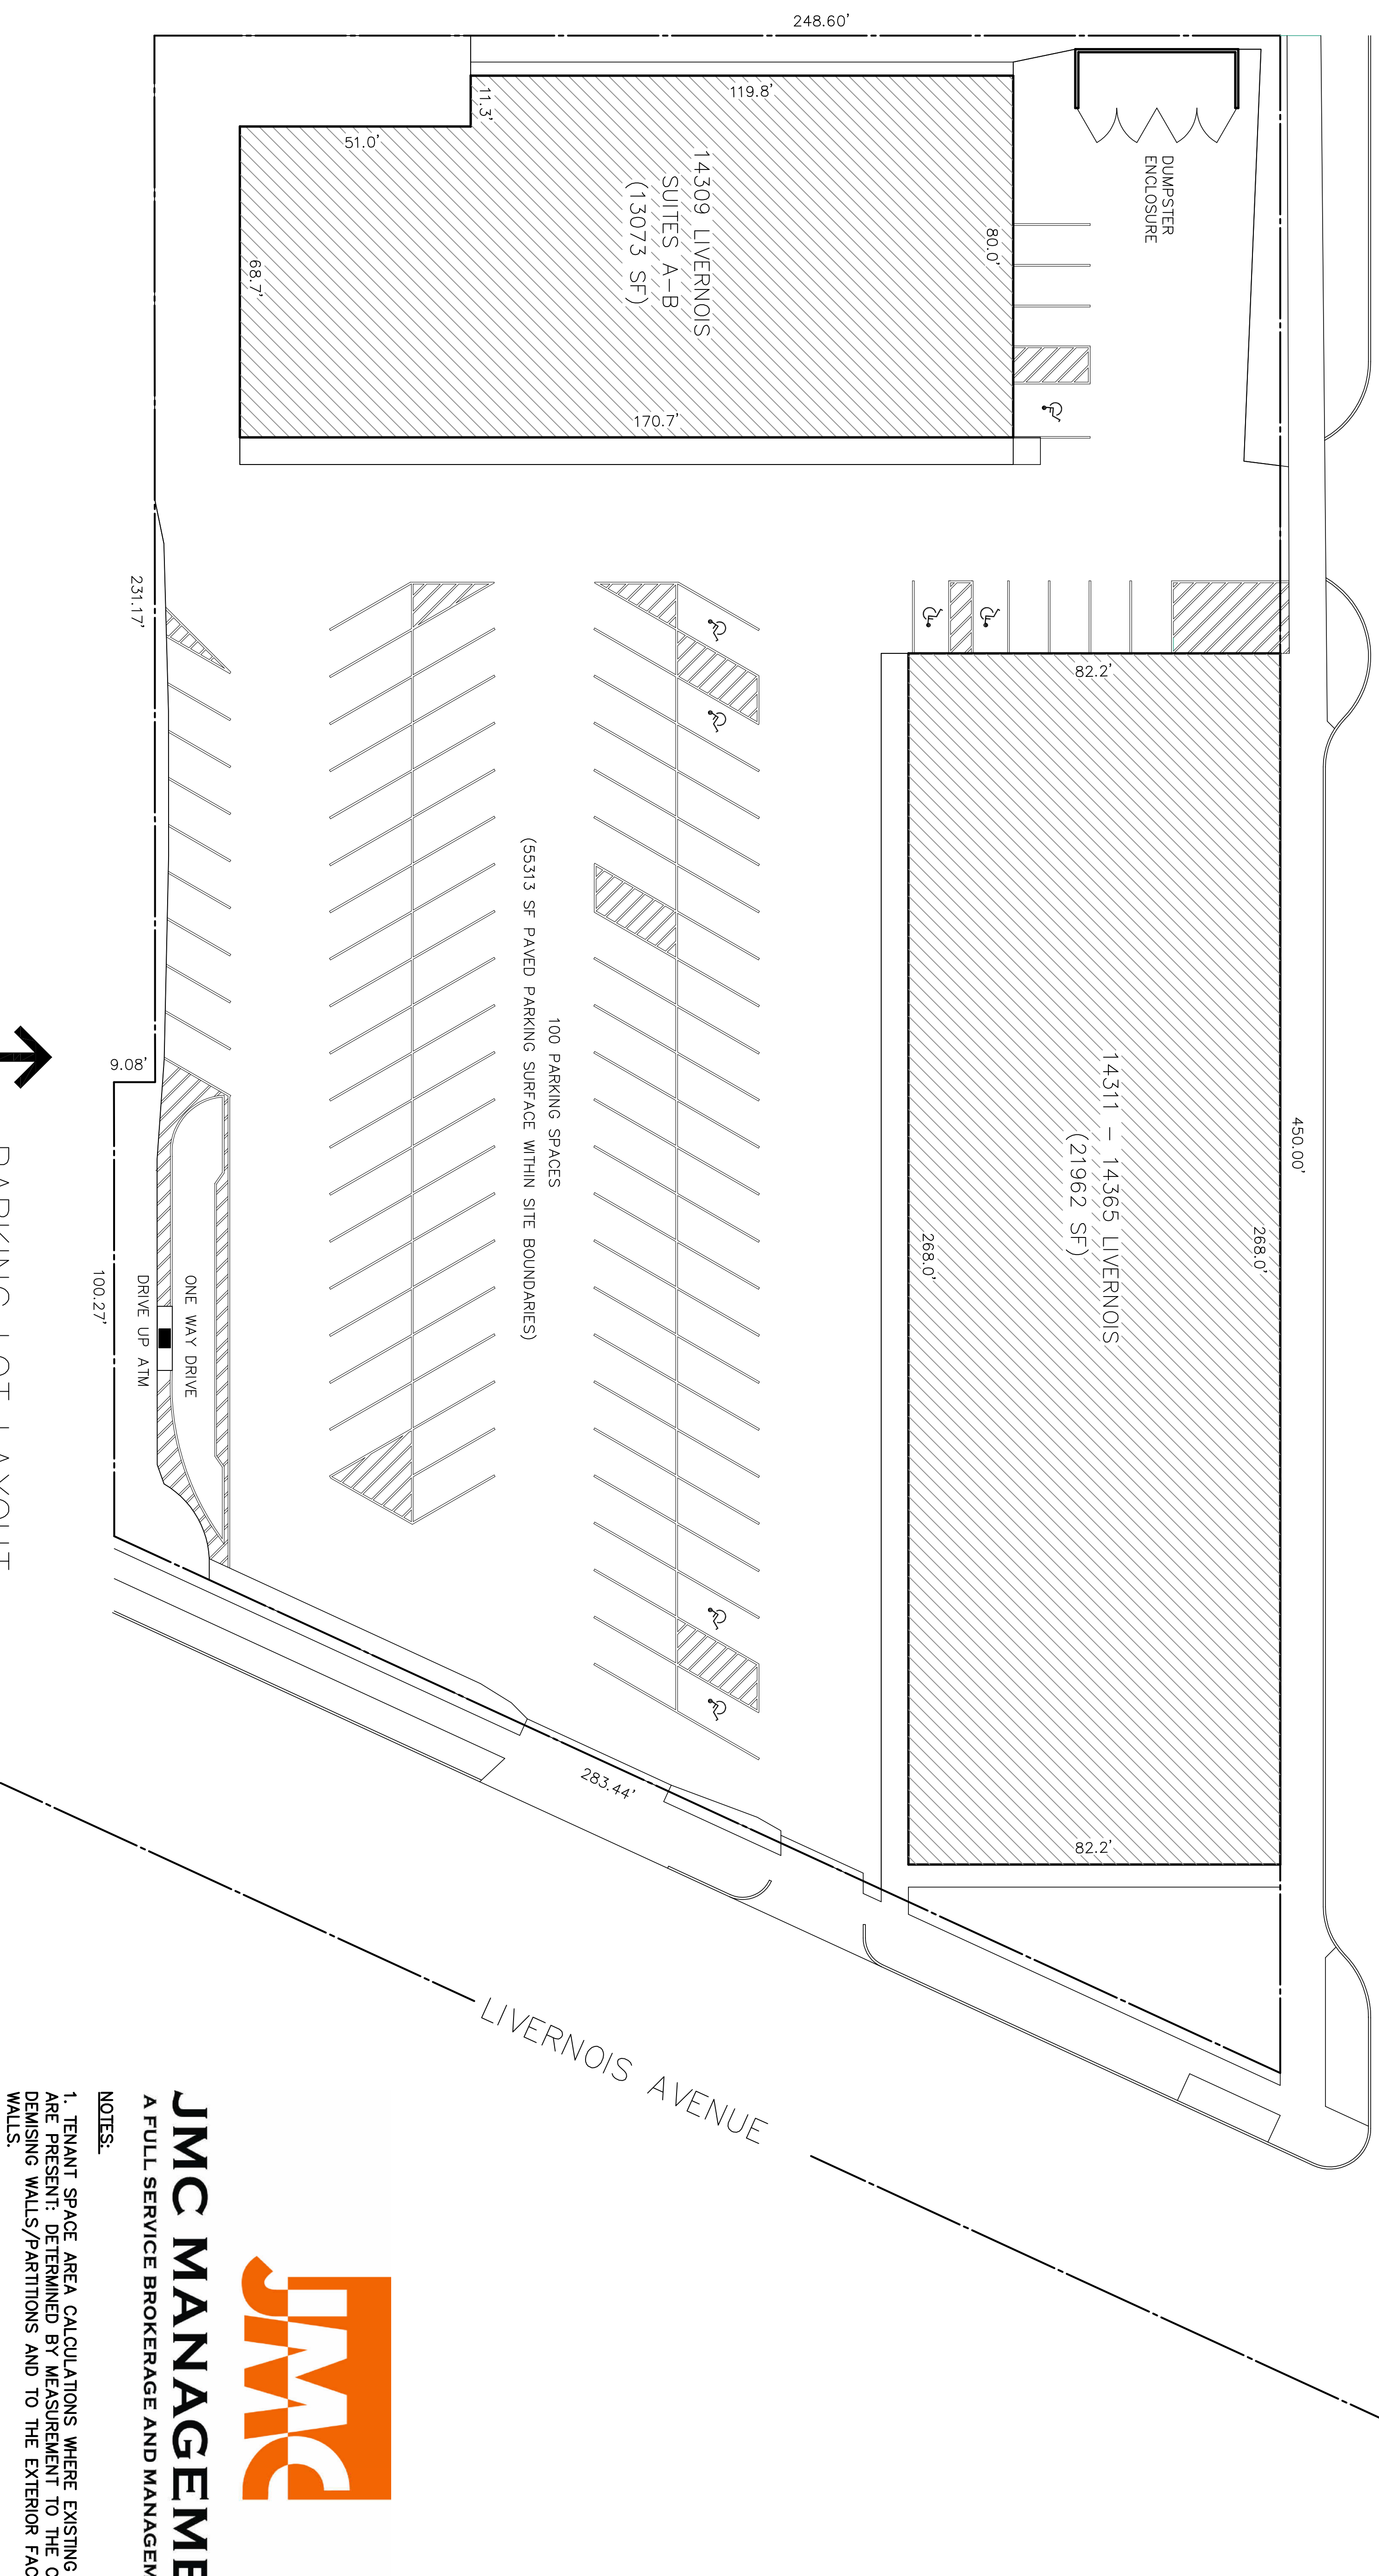 248.60'
119.8'
11.3'
51.0'
14309 LIVERNOIS
SUITES A-B
(13073 SF)
80.0'
68.7'
170.7'
DUMPSTER
ENCLOSURE
231.17'
9.08'
100.27'
82.2'
450.00'
268.0'
14311 - 14365 LIVERNOIS
(21962 SF)
268.0'
82.2'
100 PARKING SPACES
(55313 SF PAVED PARKING SURFACE WITHIN SITE BOUNDARIES)
ONE WAY DRIVE
DRIVE UP ATM
283.44'
LIVERNOIS AVENUE
PARKING LOT LAYOUT
JMC
JMC MANAGEME
A FULL SERVICE BROKERAGE AND MANAGEM
NOTES:
1. TENANT SPACE AREA CALCULATIONS WHERE EXISTING
ARE PRESENT: DETERMINED BY MEASUREMENT TO THE C
DEMISING WALLS/PARTITIONS AND TO THE EXTERIOR FAC
WALLS.